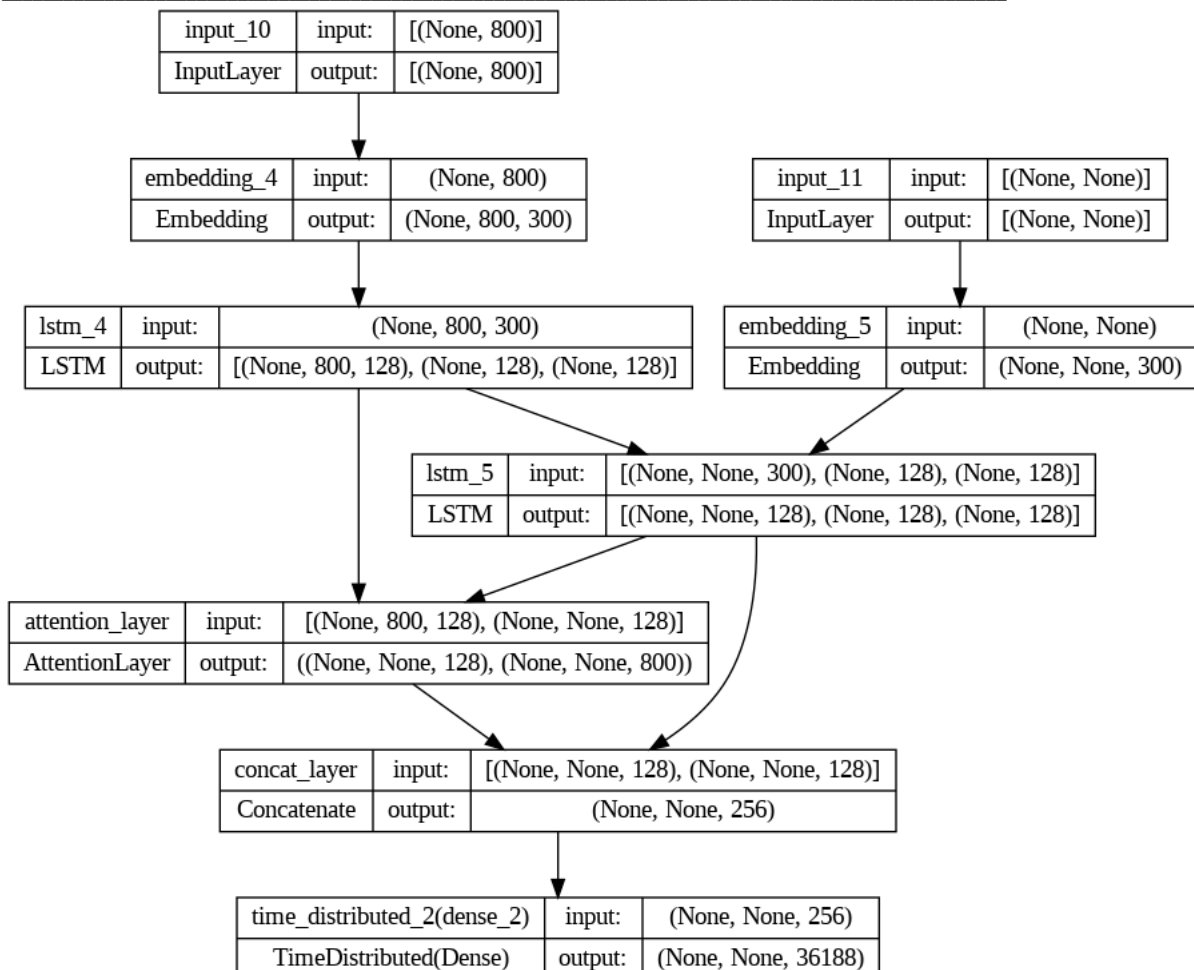 input_10 input: [(None, 800)]
InputLayer output: [(None, 800)]
embedding_4 input: (None, 800)
Embedding output: (None, 800, 300)
input_11 input: [(None, None)]
InputLayer output: [(None, None)]
lstm_4 input: (None, 800, 300)
LSTM output: [(None, 800, 128), (None, 128), (None, 128)]
embedding_5 input: (None, None)
Embedding output: (None, None, 300)
lstm_5 input: [(None, None, 300), (None, 128), (None, 128)]
LSTM output: [(None, None, 128), (None, 128), (None, 128)]
attention_layer input: [(None, 800, 128), (None, None, 128)]
AttentionLayer output: ((None, None, 128), (None, None, 800))
concat_layer input: [(None, None, 128), (None, None, 128)]
Concatenate output: (None, None, 256)
time_distributed_2(dense_2) input: (None, None, 256)
TimeDistributed(Dense) output: (None, None, 36188)